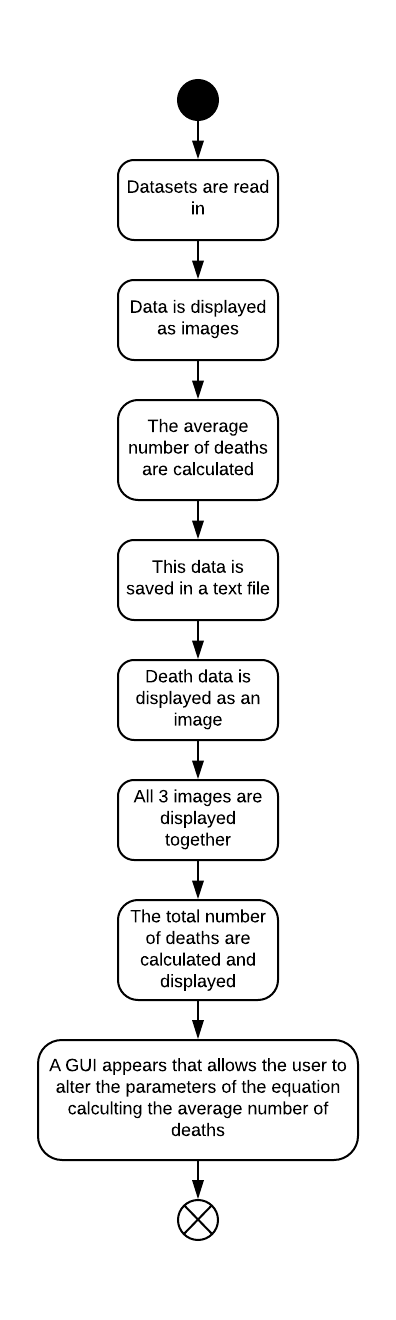 Datasets are read
in
Data is displayed
as images
The average
number of deaths
are calculated
This data is
saved in a text file
Death data is
displayed as an
image
All 3 images are
displayed
together
The total number
of deaths are
calculated and
displayed
A GUI appears that allows the user to
alter the parameters of the equation
calculting the average number of
deaths